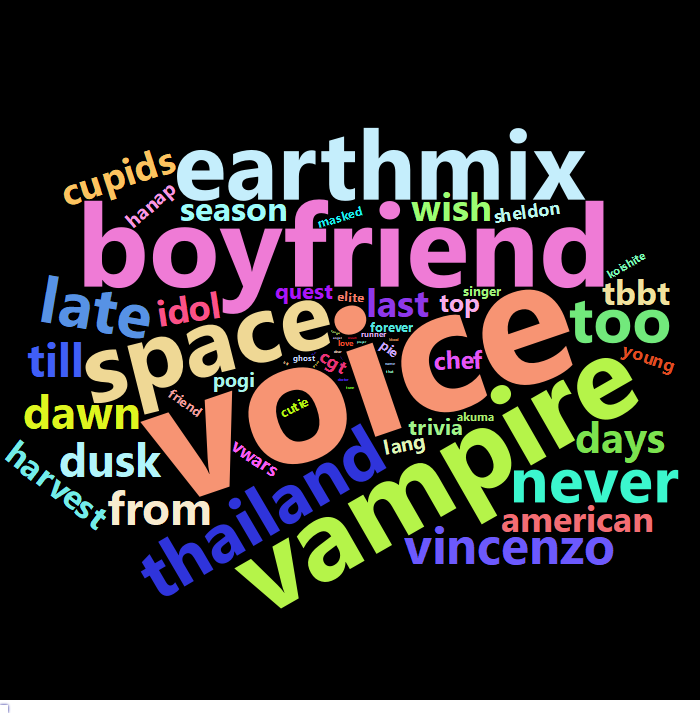 earthmix
cupids
hanap
season
masked
wish
sheldon
boyfriend
koishite
late
idol
quest
elite
last
top
singer
tbbt
space
forever
too
till
voice
runner
love
pie
chef
young
ghost
cgt
pogi
friend
cutie
vampire
dawn
akuma
trivia
lang
days
dusk
vwars
harvest
from
thailand
never
american
vincenzo